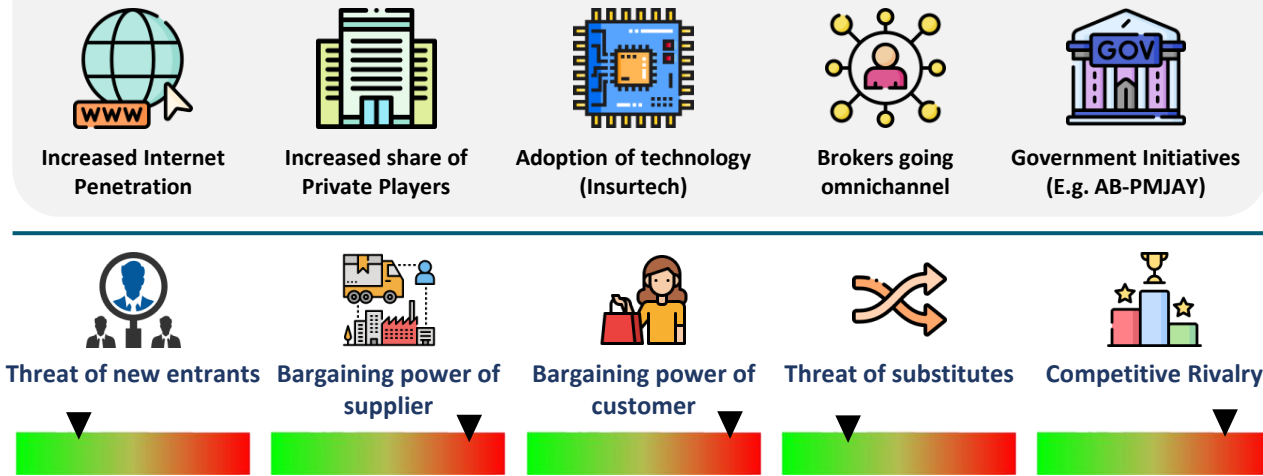 WWW
GOV
Increased Internet
Penetration
Increased share of
Private Players
Adoption of technology
(Insurtech)
Brokers going
omnichannel
Government Initiatives
(E.g. AB-PMJAY)
Threat of new entrants
Bargaining power of
supplier
Bargaining power of
customer
Threat of substitutes
Competitive Rivalry